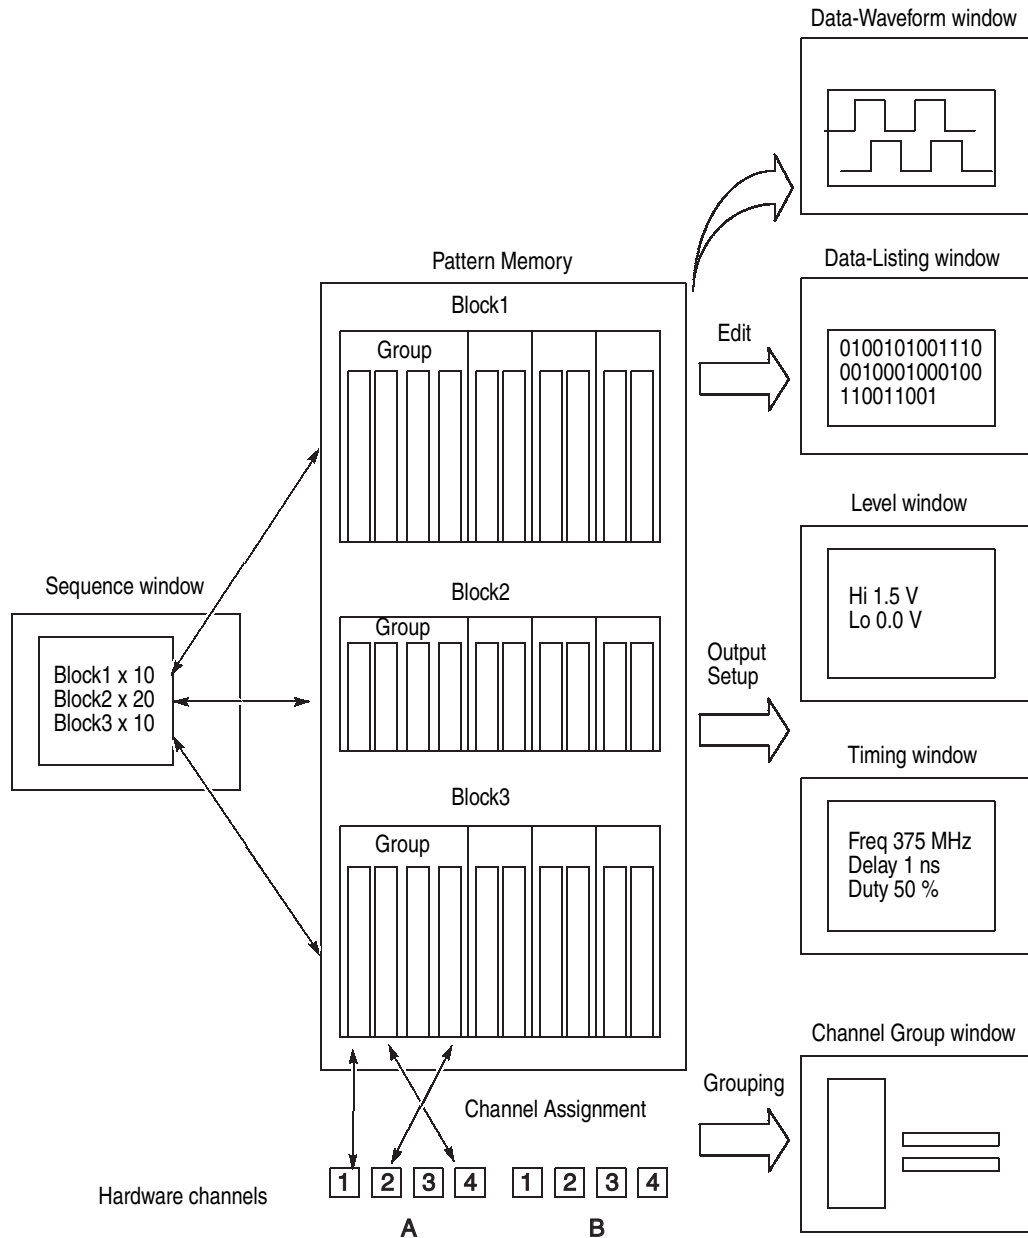 Data-Waveform window
Pattern Memory
Data-Listing window
Block1
Edit
Group
0100101001110
0010001000100
110011001
Level window
Sequence window
Block2
Hi 1.5 V
Lo 0.0 V
Group
Block1 x 10
Block2 x 20
Block3 x 10
Output
Setup
Timing window
Block3
Group
Freq 375 MHz
Delay 1 ns
Duty 50 %
Channel Group window
Grouping
Channel Assignment
Hardware channels
1 2 3 4 1 2 3 4
A B